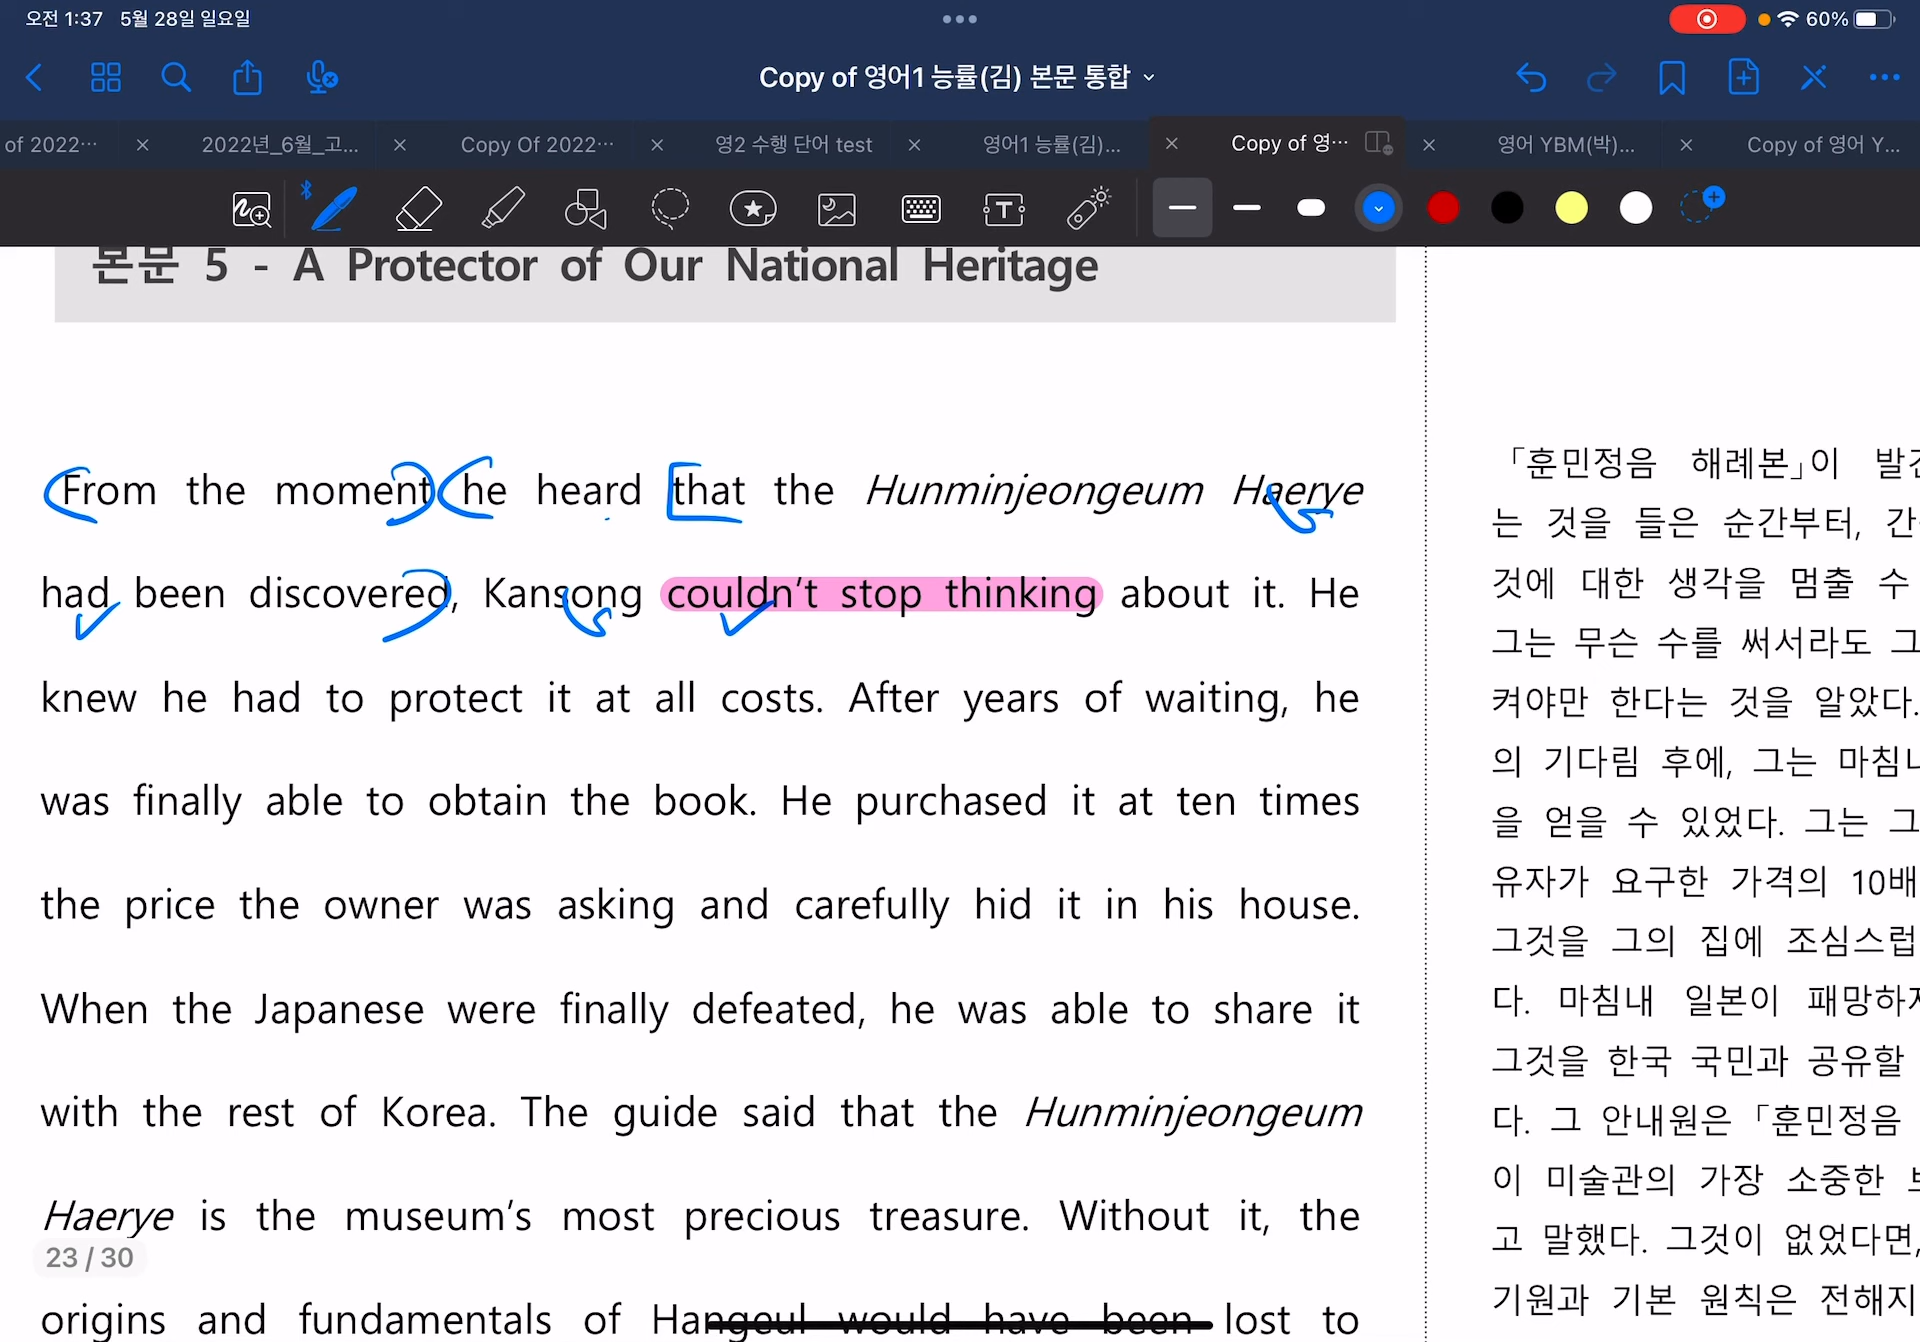 오전 1:37 5월 28일 일요일
60%
Copy of 영어1 능률(김) 본문 통합
of 2022…
2022년_6월_고...
Copy Of 2022…
영2 수행 단어 test
영어1 능률(김)...
Copy of 영…
영어 YBM(박)...
Copy of 영어 Y...
본문 5 - A Protector of Our National Heritage
From the moment he heard that the Hunminjeongeum Haerye
had been discovered, Kansong couldn't stop thinking about it. He
knew he had to protect it at all costs. After years of waiting, he
was finally able to obtain the book. He purchased it at ten times
the price the owner was asking and carefully hid it in his house.
When the Japanese were finally defeated, he was able to share it
with the rest of Korea. The guide said that the Hunminjeongeum
Haerye is the museum's most precious treasure. Without it, the
origins and fundamentals of Hangeul would have been lost to
23 / 30
「훈민정음 해례본」이 발견
는 것을 들은 순간부터, 간
것에 대한 생각을 멈출 수
그는 무슨 수를 써서라도 그
켜야만 한다는 것을 알았다.
의 기다림 후에, 그는 마침내
을 얻을 수 있었다. 그는 그
유자가 요구한 가격의 10배
그것을 그의 집에 조심스럽
다. 마침내 일본이 패망하자
그것을 한국 국민과 공유할
다. 그 안내원은 「훈민정음
이 미술관의 가장 소중한
고 말했다. 그것이 없었다면,
기원과 기본 원칙은 전해지